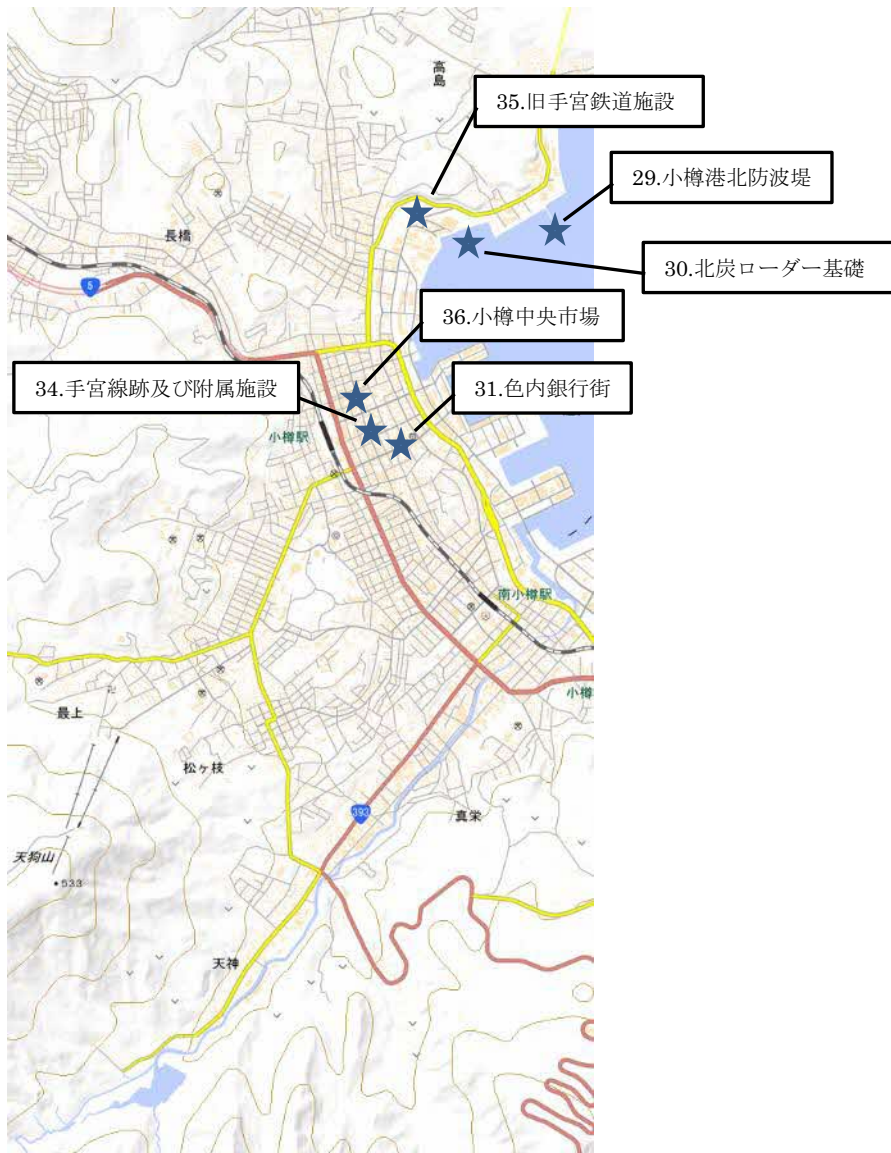 高島
35.旧手宮鉄道施設
29.小樽港北防波堤
長橋
30.北炭ローダー基礎
5
36.小樽中央市場
34.手宮線跡及び附属施設
31.色内銀行街
小樽駅
南小樽駅
小樽
最上
松ヶ枝
393
真栄
天狗山
533
天神